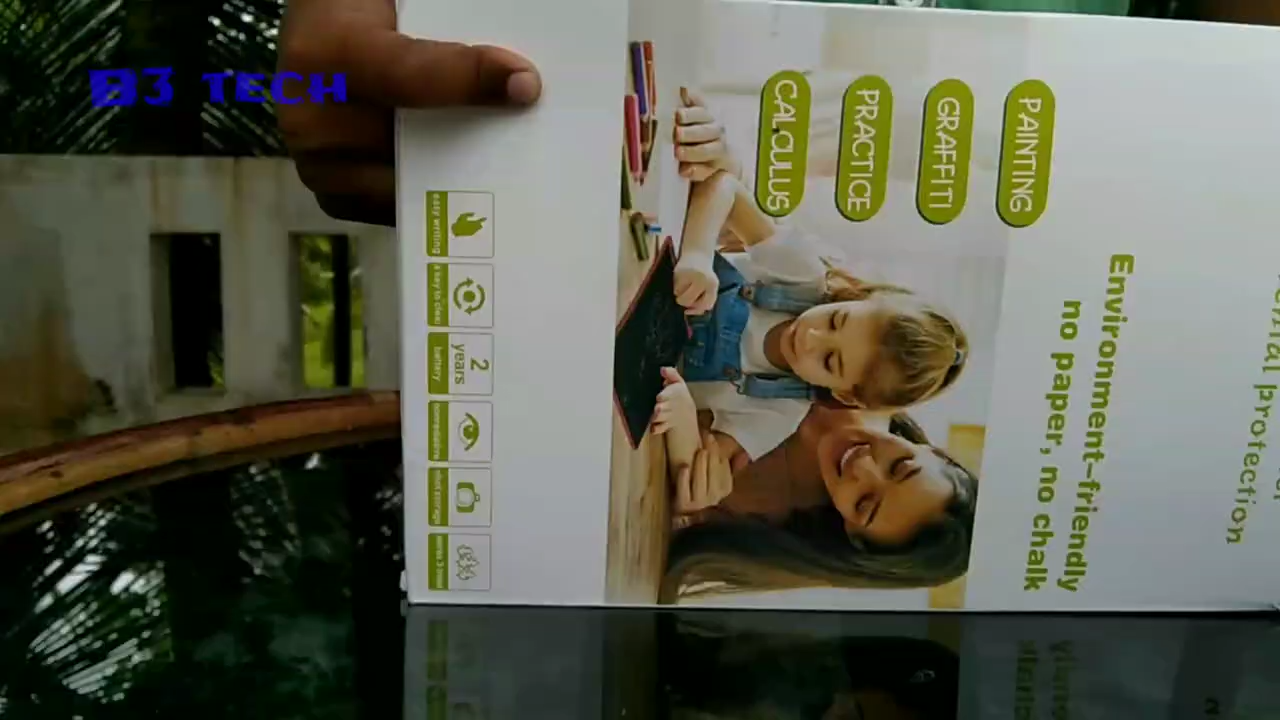 B3 TECH
protection
Environment-friendly
no paper, no chalk
PAINTING
GRAFFITI
PRACTICE
CALCULUS
easy writing
a key to clear
2
years
battery